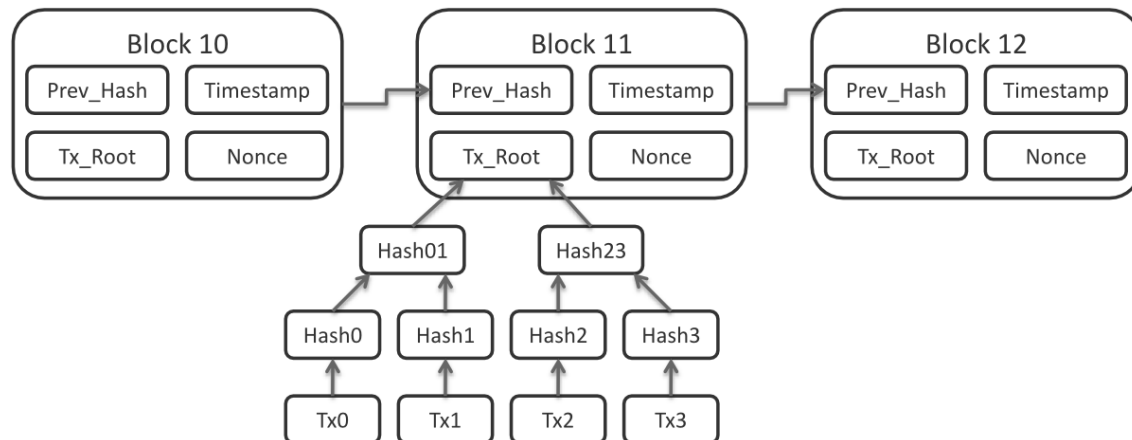 Block 10 Block 11 Block 12
Prev_Hash Timestamp Prev_Hash Timestamp Prev_Hash Timestamp
Tx_Root Nonce Tx_Root Nonce Tx_Root Nonce
Hash01 Hash23
Hash0 Hash1 Hash2 Hash3
Tx0 Tx1 Tx2 Tx3